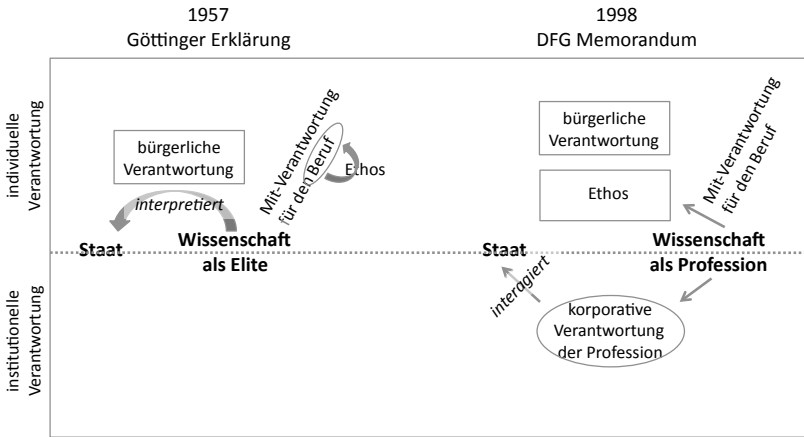 1957
Göttinger Erklärung
1998
DFG Memorandum
individuelle
Verantwortung
bürgerliche
Verantwortung
interpretiert
Mit-Verantwortung
für den Beruf
Ethos
Staat
Wissenschaft
als Elite
bürgerliche
Verantwortung
Ethos
Mit-Verantwortung
für den Beruf
Staat
Wissenschaft
als Profession
institutionelle
Verantwortung
interagiert
korporative
Verantwortung
der Profession